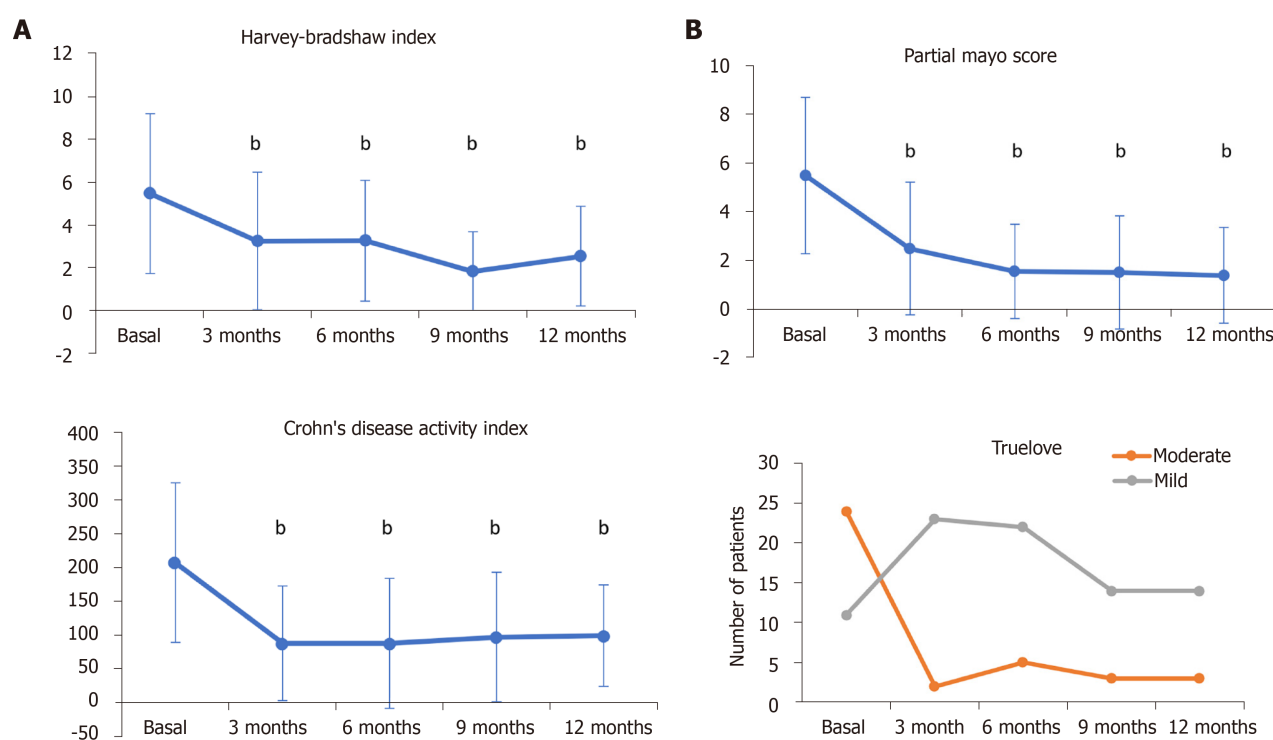 A
Harvey-bradshaw index
12
10
8
6
4
2
0
-2
b b b b
Basal 3 months 6 months 9 months 12 months
Crohn's disease activity index
400
350
300
250
200
150
100
50
0
-50
b b b b
Basal 3 months 6 months 9 months 12 months
B
Partial mayo score
10
8
6
4
2
0
-2
b b b b
Basal 3 months 6 months 9 months 12 months
Truelove
Moderate
Mild
Number of patients
30
25
20
15
10
5
0
Basal 3 month 6 months 9 months 12 months